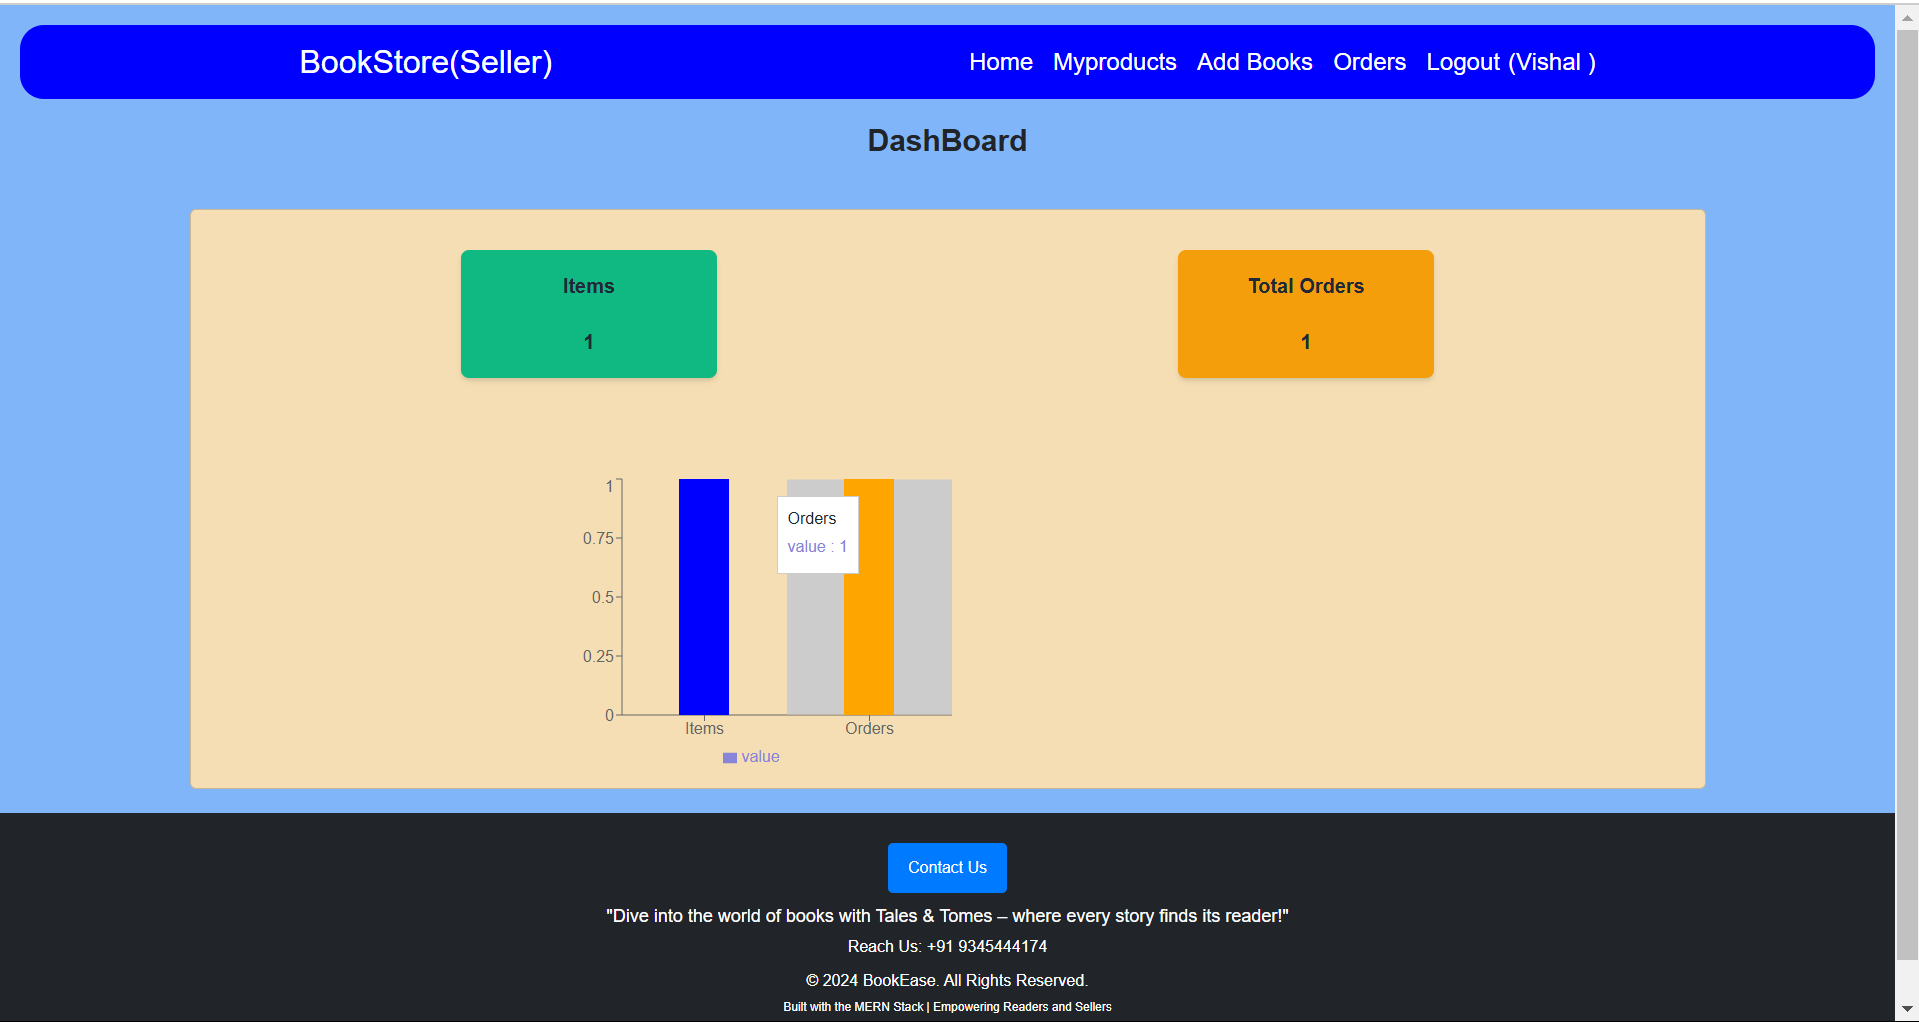 BookStore(Seller)
Home Myproducts Add Books Orders Logout (Vishal )
DashBoard
Items
1
Total Orders
1
1
0.75
0.5
0.25
0
Orders
value : 1
Items
Orders
value
Contact Us
"Dive into the world of books with Tales & Tomes – where every story finds its reader!"
Reach Us: +91 9345444174
© 2024 BookEase. All Rights Reserved.
Built with the MERN Stack | Empowering Readers and Sellers